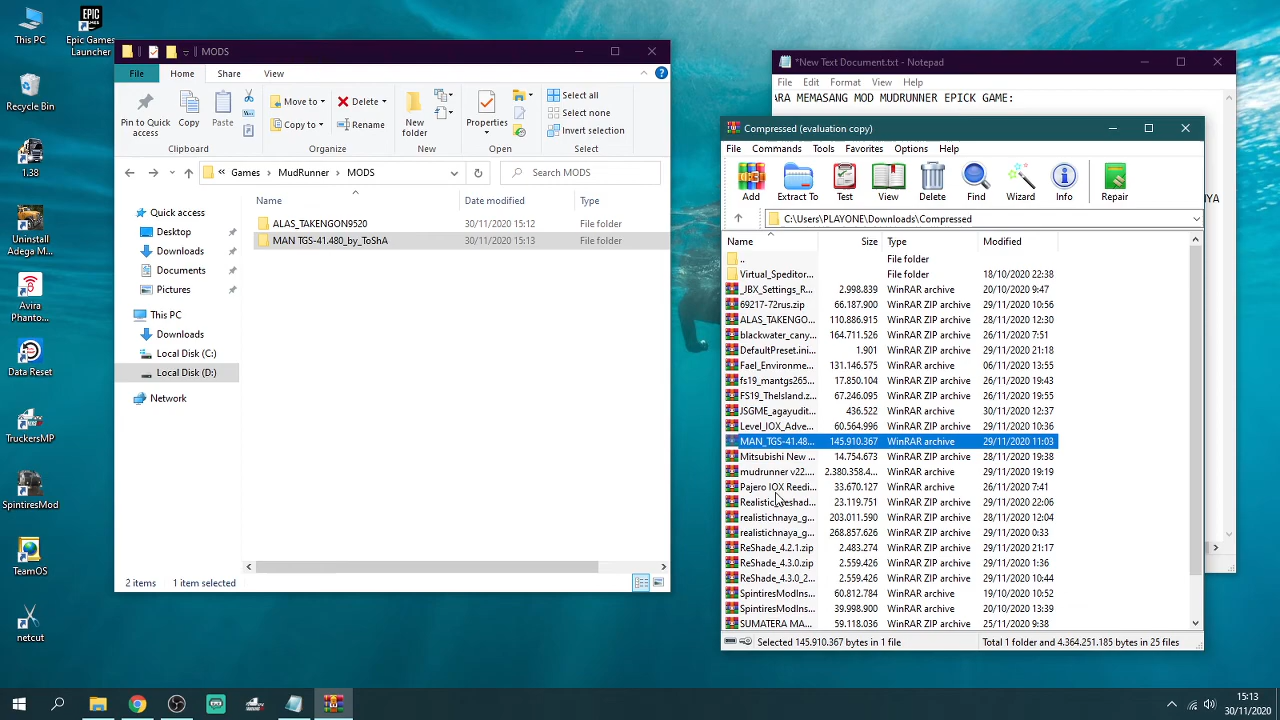 This PC
Epic Games
Launcher
Recycle Bin
1.38
Uninstall
Adega M...
Avira
Phanto...
Data Reset
TruckersMP
SpintiresMod
TeamOS
netcut
MODS
File
Home
Share
View
Pin to Quick
access
Copy
Paste
Move to
Copy to
Delete
Rename
New
folder
Properties
Select all
Select none
Invert selection
Clipboard
Organize
New
Open
Select
« Games > MudRunner > MODS
Search MODS
Name
Date modified
Type
Quick access
Desktop
Downloads
Documents
Pictures
This PC
Downloads
Local Disk (C:)
Local Disk (D:)
Network
ALAS_TAKENGON9520 30/11/2020 15:12 File folder
MAN TGS-41.480_by_ToShA 30/11/2020 15:13 File folder
2 items 1 item selected
*New Text Document.txt - Notepad
File Edit Format View Help
ARA MEMASANG MOD MUDRUNNER EPICK GAME:
YA
Compressed (evaluation copy)
File Commands Tools Favorites Options Help
Add Extract To Test View Delete Find Wizard Info Repair
C:\Users\PLAYONE\Downloads\Compressed
Name Size Type Modified
.. File folder
Virtual_Speditor... File folder 18/10/2020 22:38
_JBX_Settings_R... 2.998.839 WinRAR archive 20/10/2020 9:47
69217-72rus.zip 66.187.900 WinRAR ZIP archive 29/11/2020 10:56
ALAS_TAKENGO... 110.886.915 WinRAR archive 28/11/2020 12:30
blackwater_cany... 164.711.526 WinRAR archive 26/11/2020 7:51
DefaultPreset.ini... 1.901 WinRAR archive 29/11/2020 21:18
Fael_Environme... 131.146.575 WinRAR archive 06/11/2020 13:55
fs19_mantgs265... 17.850.104 WinRAR ZIP archive 26/11/2020 19:43
FS19_TheIsland.z... 67.246.095 WinRAR ZIP archive 26/11/2020 19:55
JSGME_agayudit... 436.522 WinRAR archive 30/11/2020 12:37
Level_IOX_Adve... 60.564.996 WinRAR ZIP archive 29/11/2020 10:36
MAN_TGS-41.48... 145.910.367 WinRAR archive 29/11/2020 11:03
Mitsubishi New ... 14.754.673 WinRAR ZIP archive 28/11/2020 19:38
mudrunner v22.... 2.380.358.4... WinRAR archive 29/11/2020 19:19
Pajero IOX Reedi... 33.670.127 WinRAR archive 26/11/2020 7:41
Realistic_Reshad... 23.119.751 WinRAR ZIP archive 29/11/2020 22:06
realistichnaya_g... 203.011.590 WinRAR ZIP archive 28/11/2020 12:04
realistichnaya_g... 268.857.626 WinRAR ZIP archive 29/11/2020 0:33
ReShade_4.2.1.zip 2.483.274 WinRAR ZIP archive 29/11/2020 21:17
ReShade_4.3.0.zip 2.559.426 WinRAR ZIP archive 29/11/2020 1:36
ReShade_4.3.0_2... 2.559.426 WinRAR ZIP archive 29/11/2020 10:44
SpintiresModIns... 60.812.784 WinRAR archive 19/10/2020 10:52
SpintiresModIns... 39.998.900 WinRAR archive 20/10/2020 13:39
SUMATERA MA... 59.118.036 WinRAR ZIP archive 25/11/2020 9:38
Selected 145.910.367 bytes in 1 file Total 1 folder and 4.364.251.185 bytes in 25 files
15:13
30/11/2020